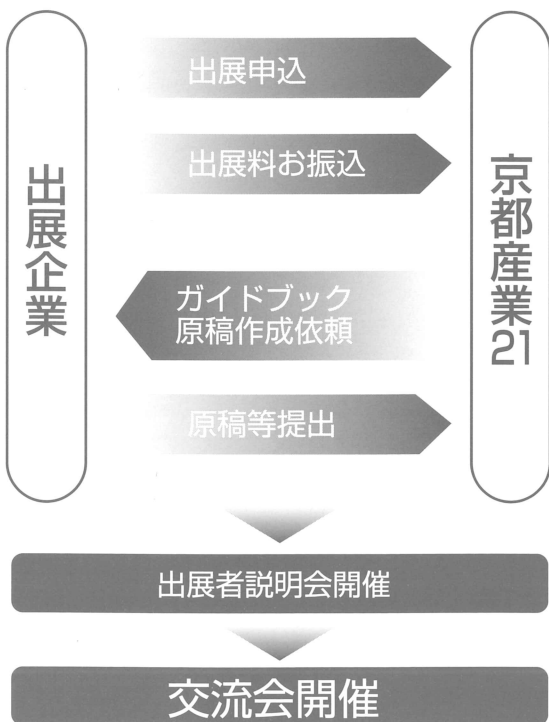 出展企業
出展申込
出展料お振込
ガイドブック
原稿作成依頼
原稿等提出
京都産業21
出展者説明会開催
交流会開催